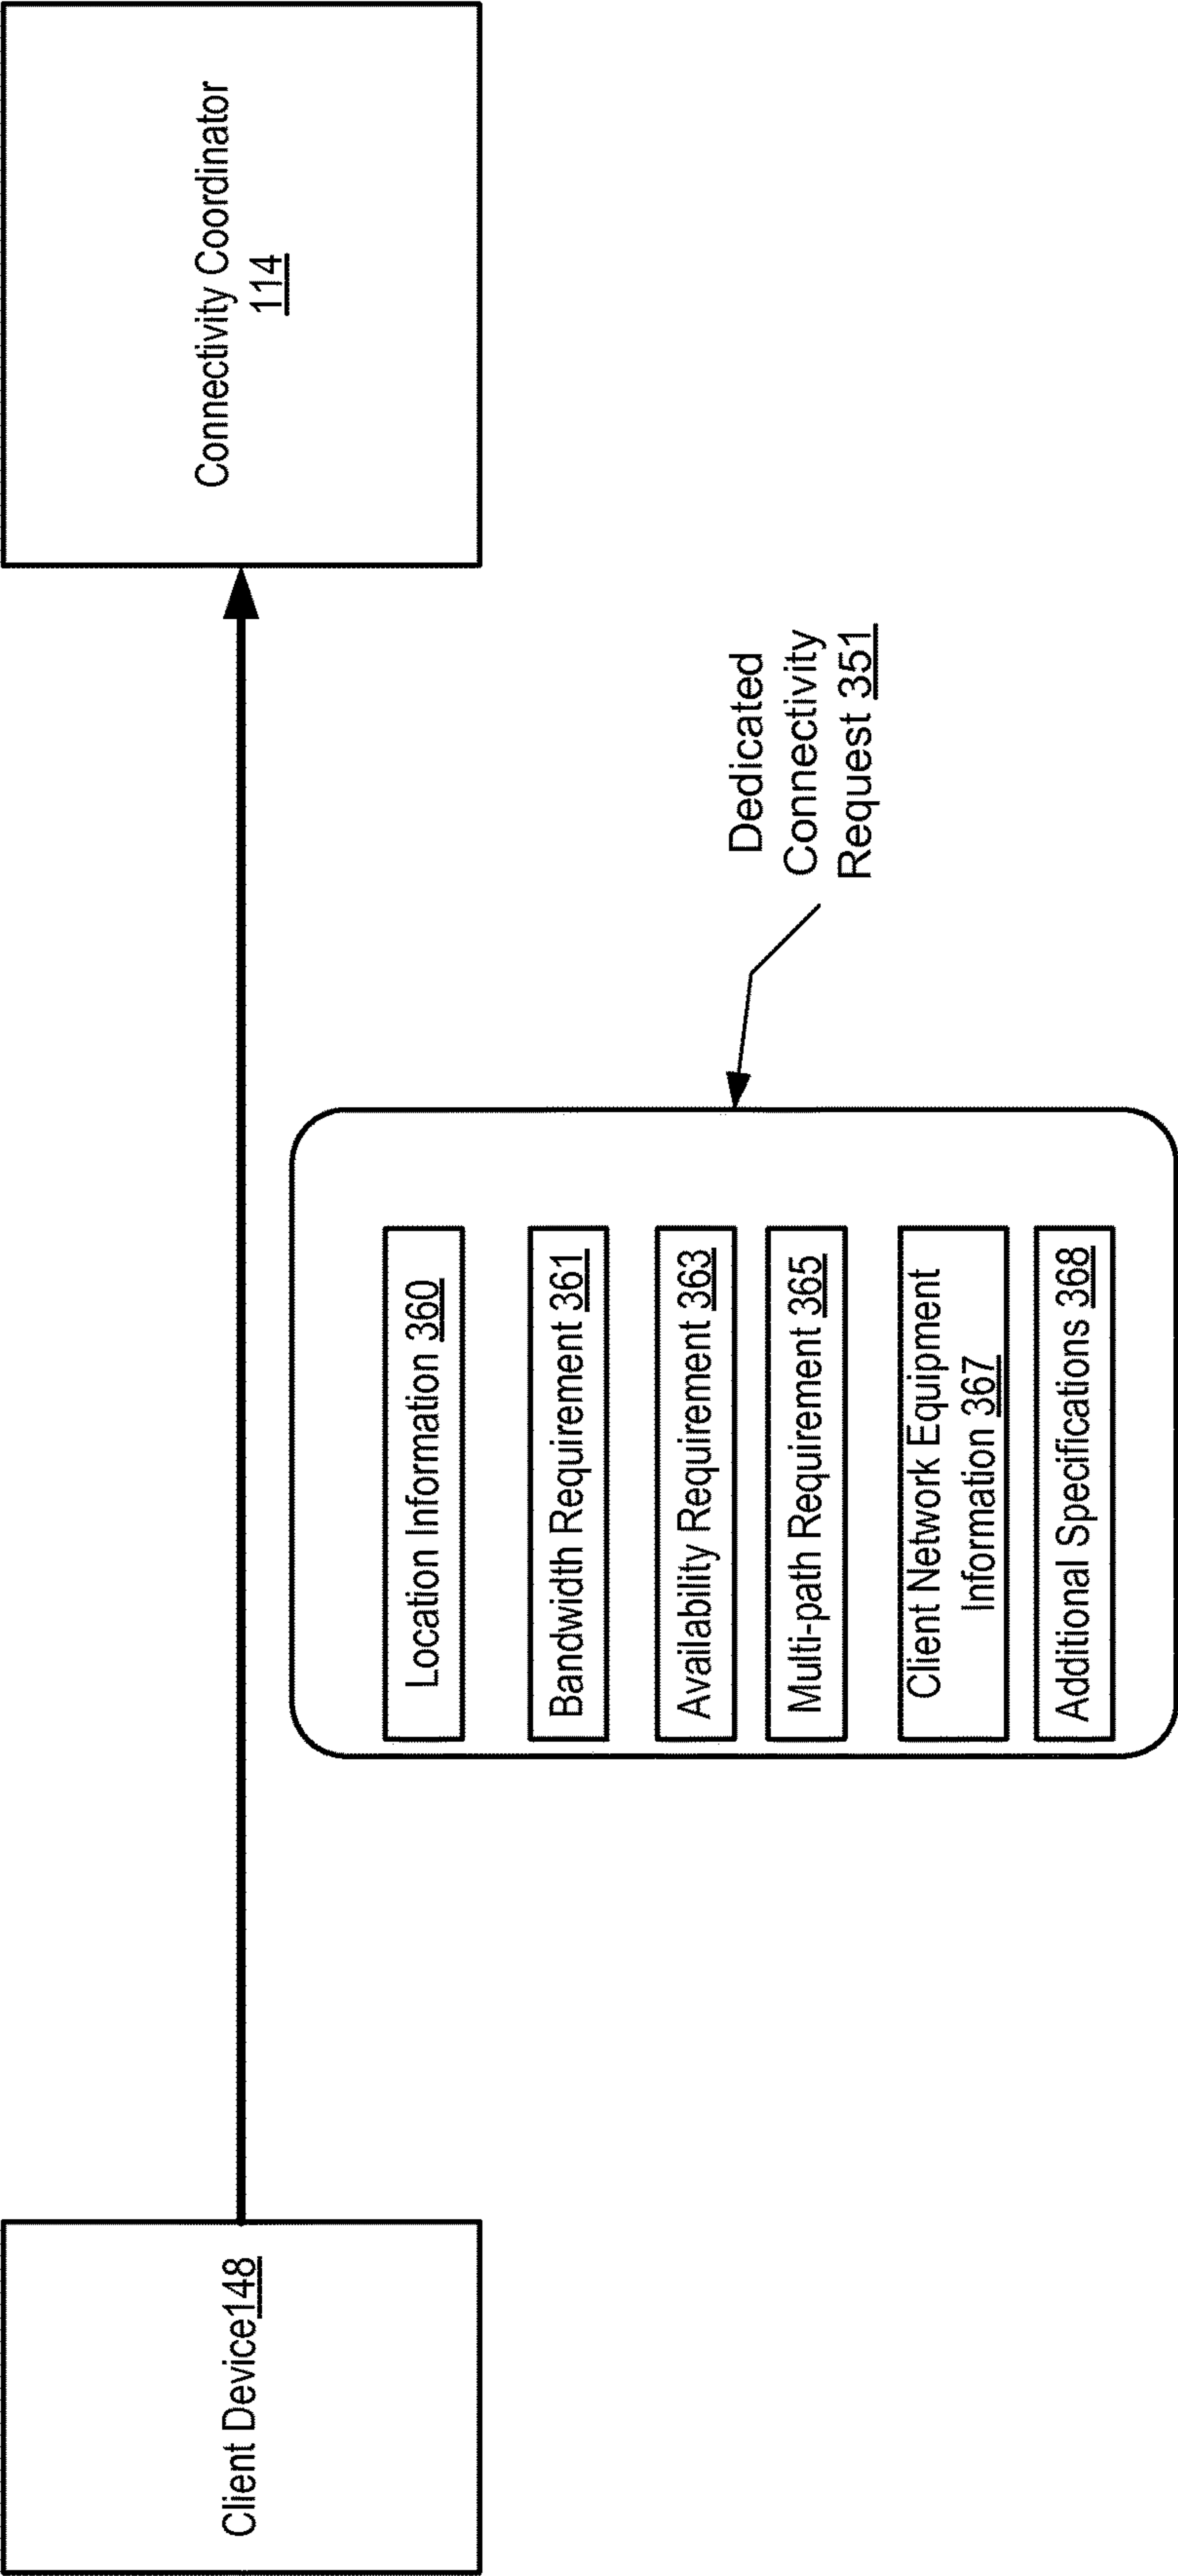 Client Device148
Connectivity Coordinator
114
Location Information 360
Bandwidth Requirement 361
Availability Requirement 363
Multi-path Requirement 365
Client Network Equipment
Information 367
Additional Specifications 368
Dedicated
Connectivity
Request 351